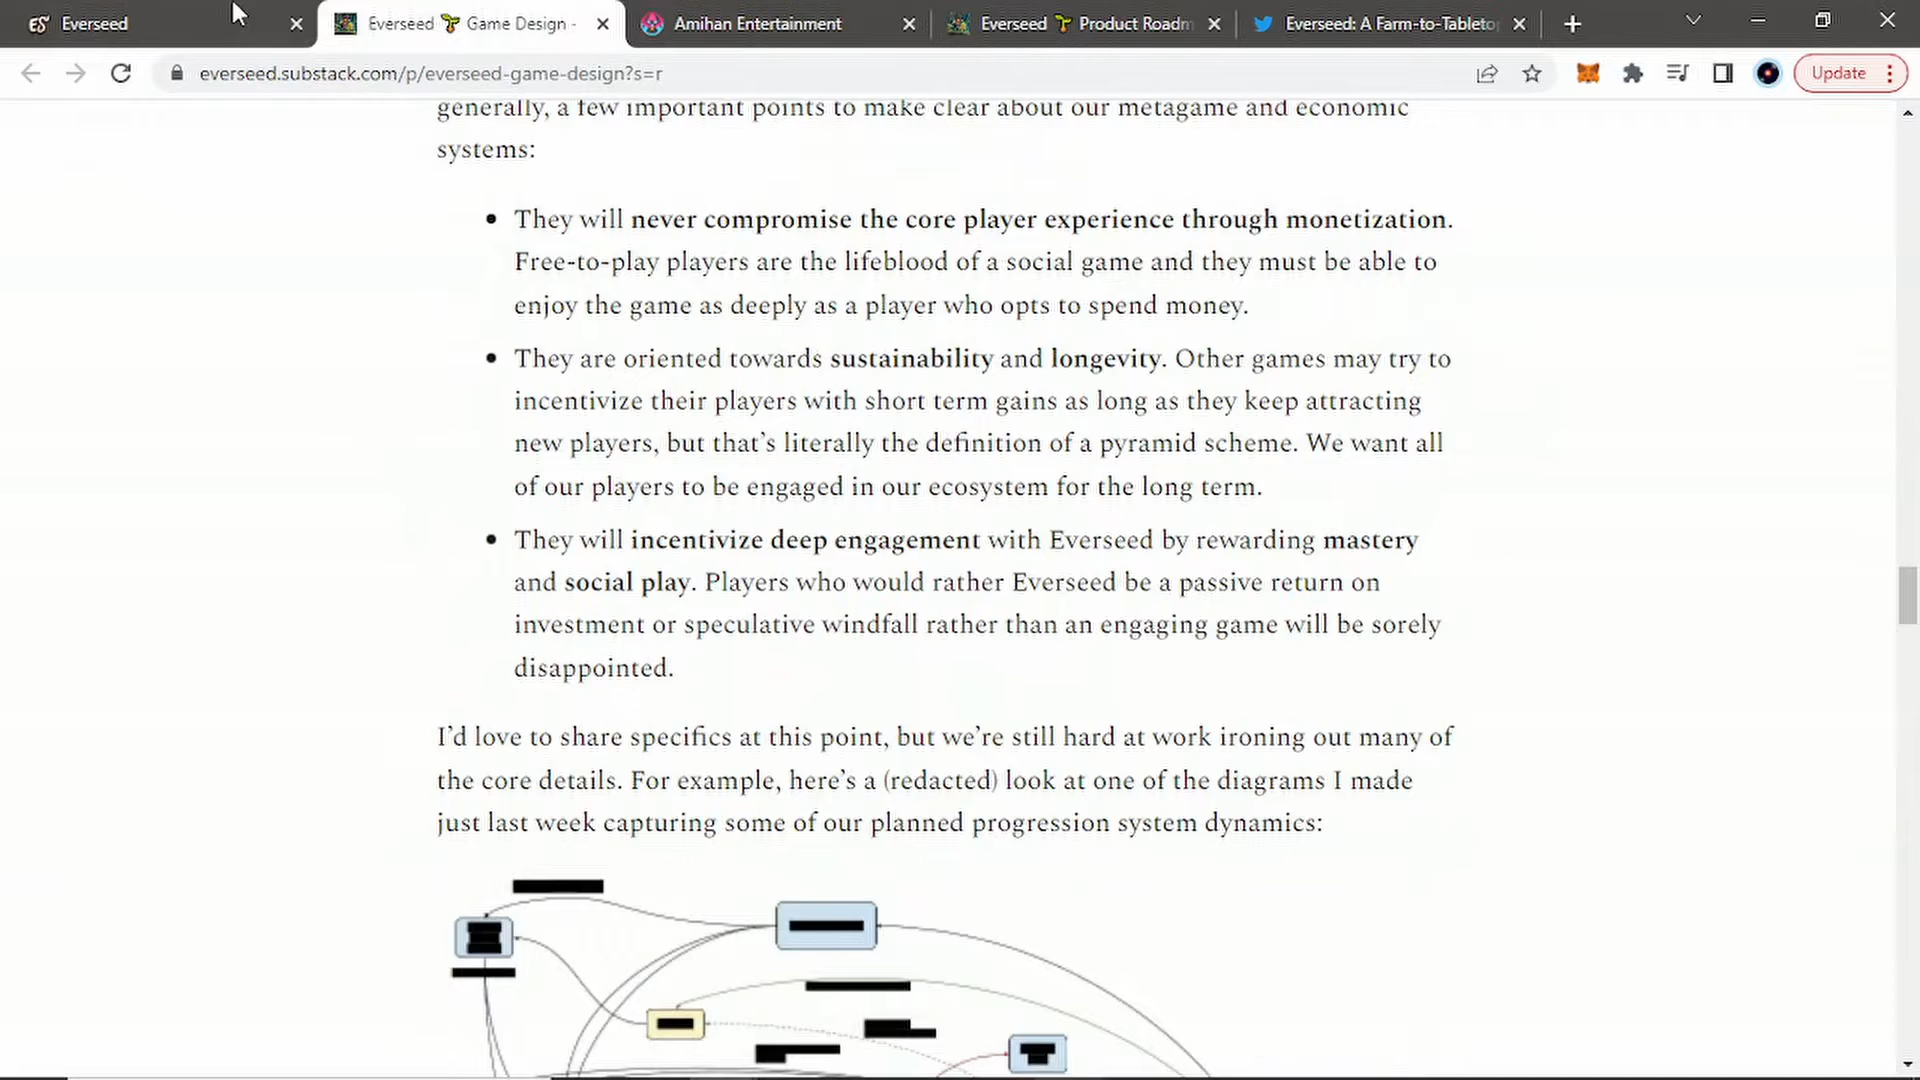 Everseed
Everseed Game Design -
Amihan Entertainment
Everseed Product Roadm
Everseed: A Farm-to-Tableto
everseed.substack.com/p/everseed-game-design?s=r
Update
generally, a few important points to make clear about our metagame and economic
systems:
They will never compromise the core player experience through monetization.
Free-to-play players are the lifeblood of a social game and they must be able to
enjoy the game as deeply as a player who opts to spend money.
They are oriented towards sustainability and longevity. Other games may try to
incentivize their players with short term gains as long as they keep attracting
new players, but that’s literally the definition of a pyramid scheme. We want all
of our players to be engaged in our ecosystem for the long term.
They will incentivize deep engagement with Everseed by rewarding mastery
and social play. Players who would rather Everseed be a passive return on
investment or speculative windfall rather than an engaging game will be sorely
disappointed.
I’d love to share specifics at this point, but we’re still hard at work ironing out many of
the core details. For example, here’s a (redacted) look at one of the diagrams I made
just last week capturing some of our planned progression system dynamics: